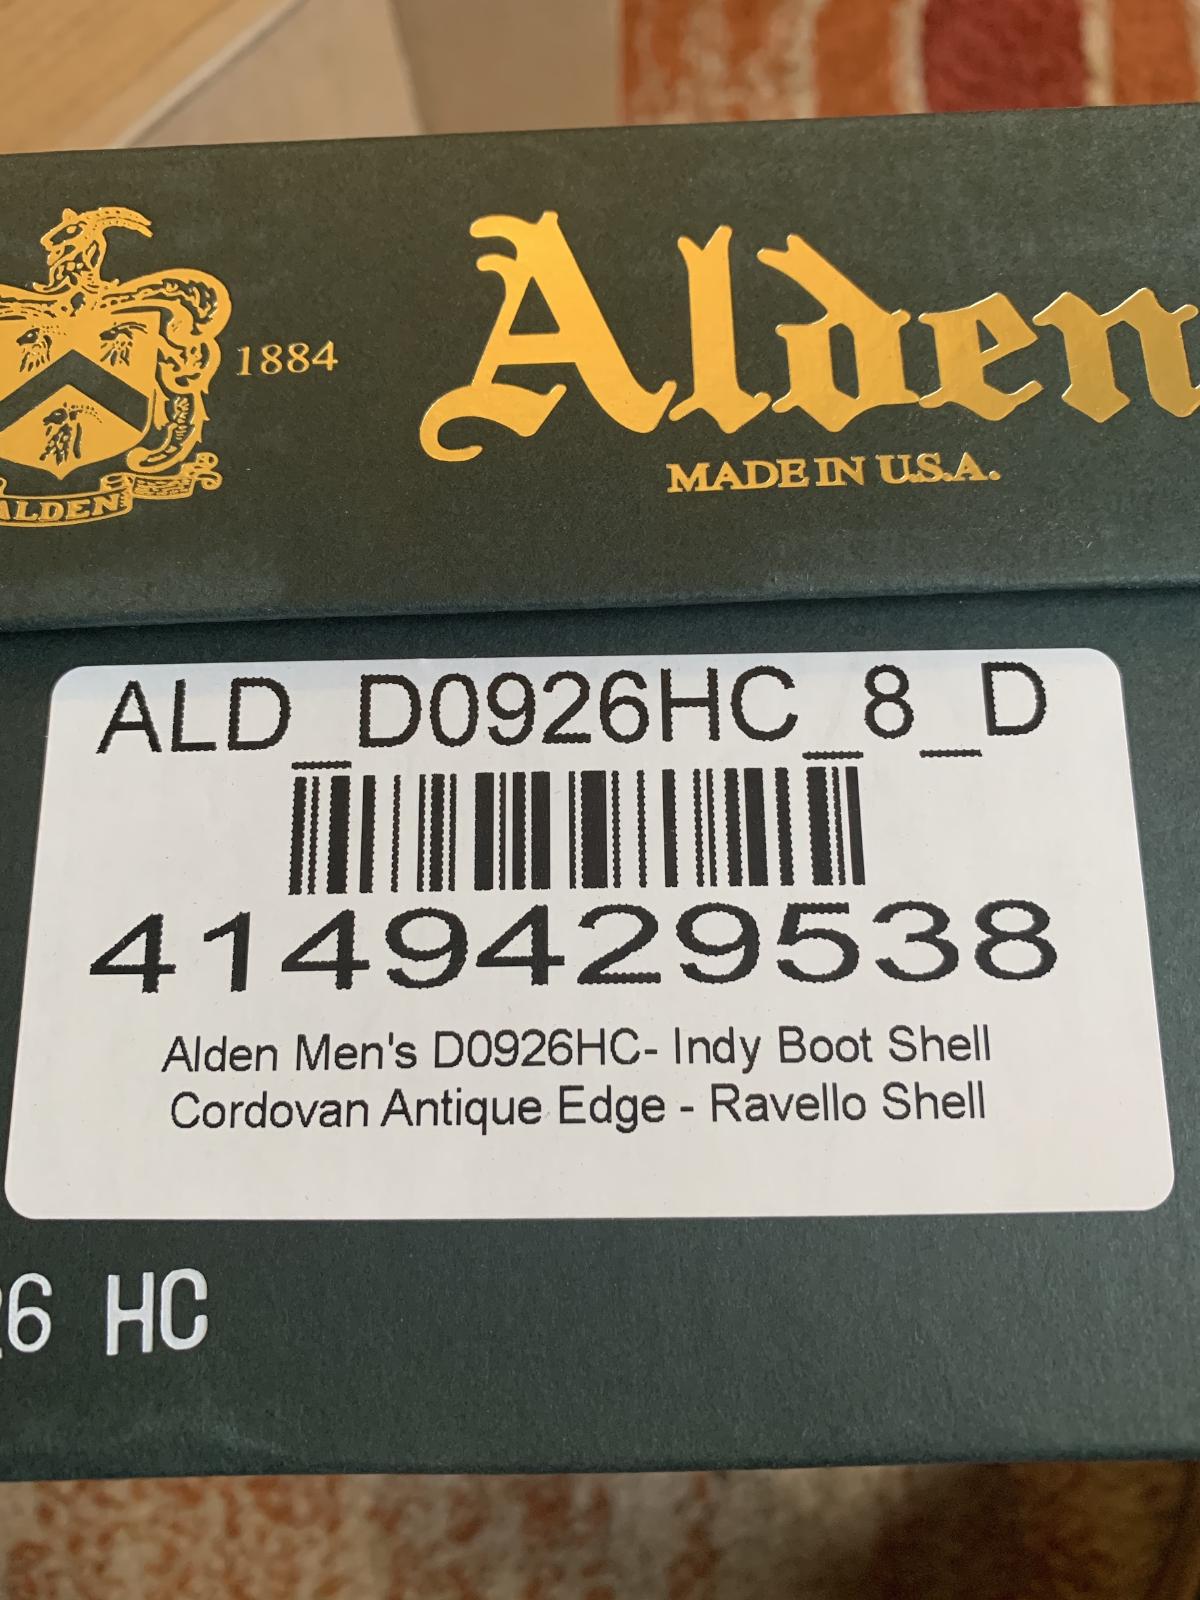 1884
Alden
MADE IN U.S.A.
ALDEN
ALD_D0926HC_8_D
4149429538
Alden Men's D0926HC- Indy Boot Shell
Cordovan Antique Edge - Ravello Shell
26 HC